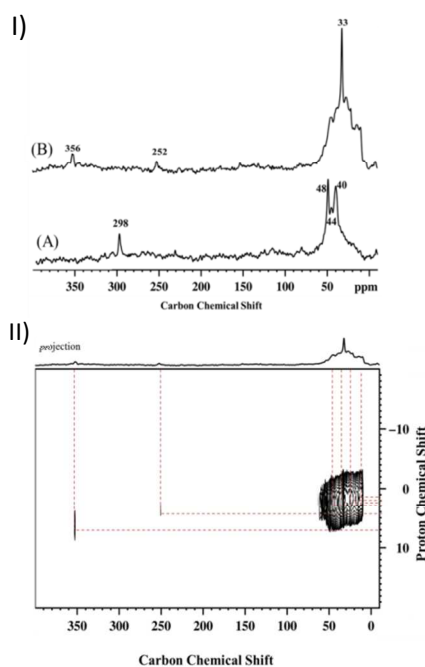 I)
33
(B)
356
252
48
40
44
298
(A)
350 300 250 200 150 100 50 ppm
Carbon Chemical Shift
II)
projection
-10
0
10
Proton Chemical Shift
350 300 250 200 150 100 50 0
Carbon Chemical Shift